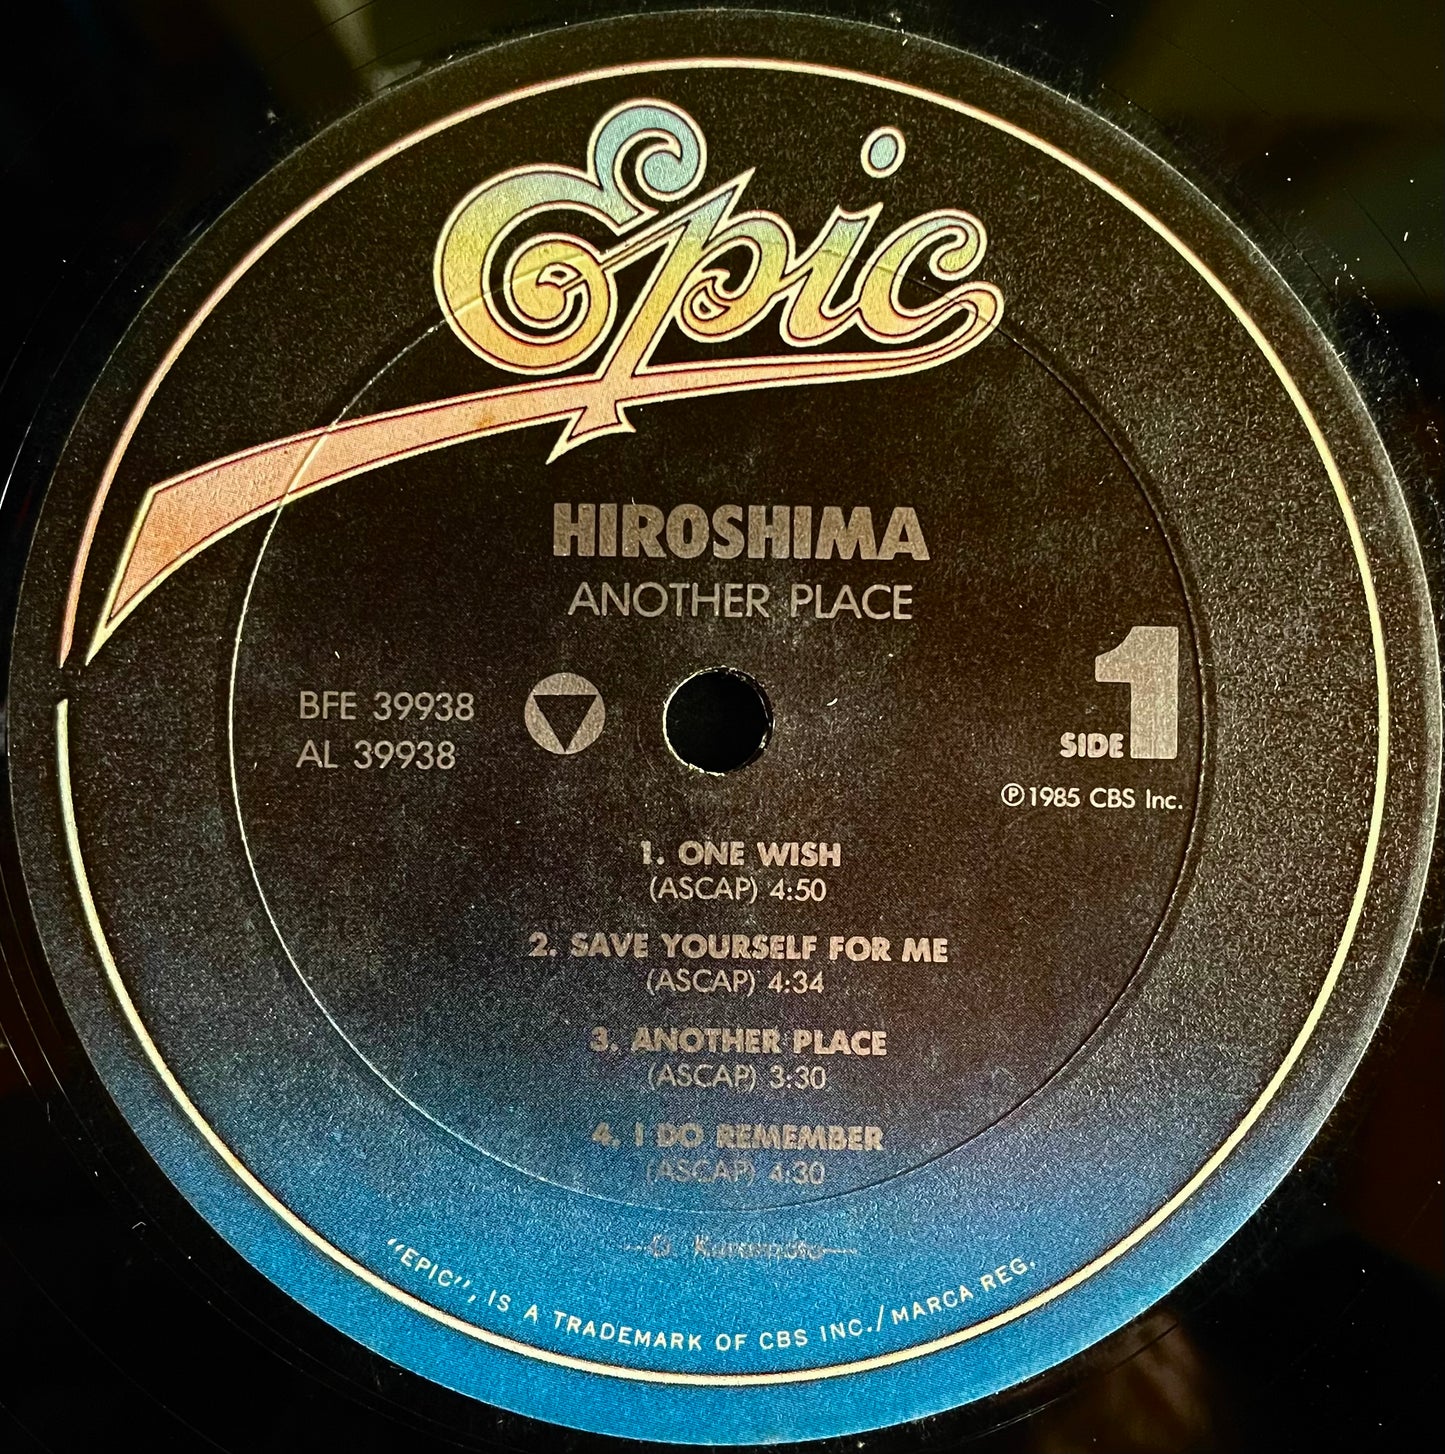 Epic
HIROSHIMA
ANOTHER PLACE
BFE 39938
AL 39938
SIDE 1
Ⓟ 1985 CBS Inc.
1. ONE WISH
(ASCAP) 4:50
2. SAVE YOURSELF FOR ME
(ASCAP) 4:34
3. ANOTHER PLACE
(ASCAP) 3:30
4. I DO REMEMBER
(ASCAP) 4:30
—D. Kuramoto—
"EPIC", IS A TRADEMARK OF CBS INC./MARCA REG.